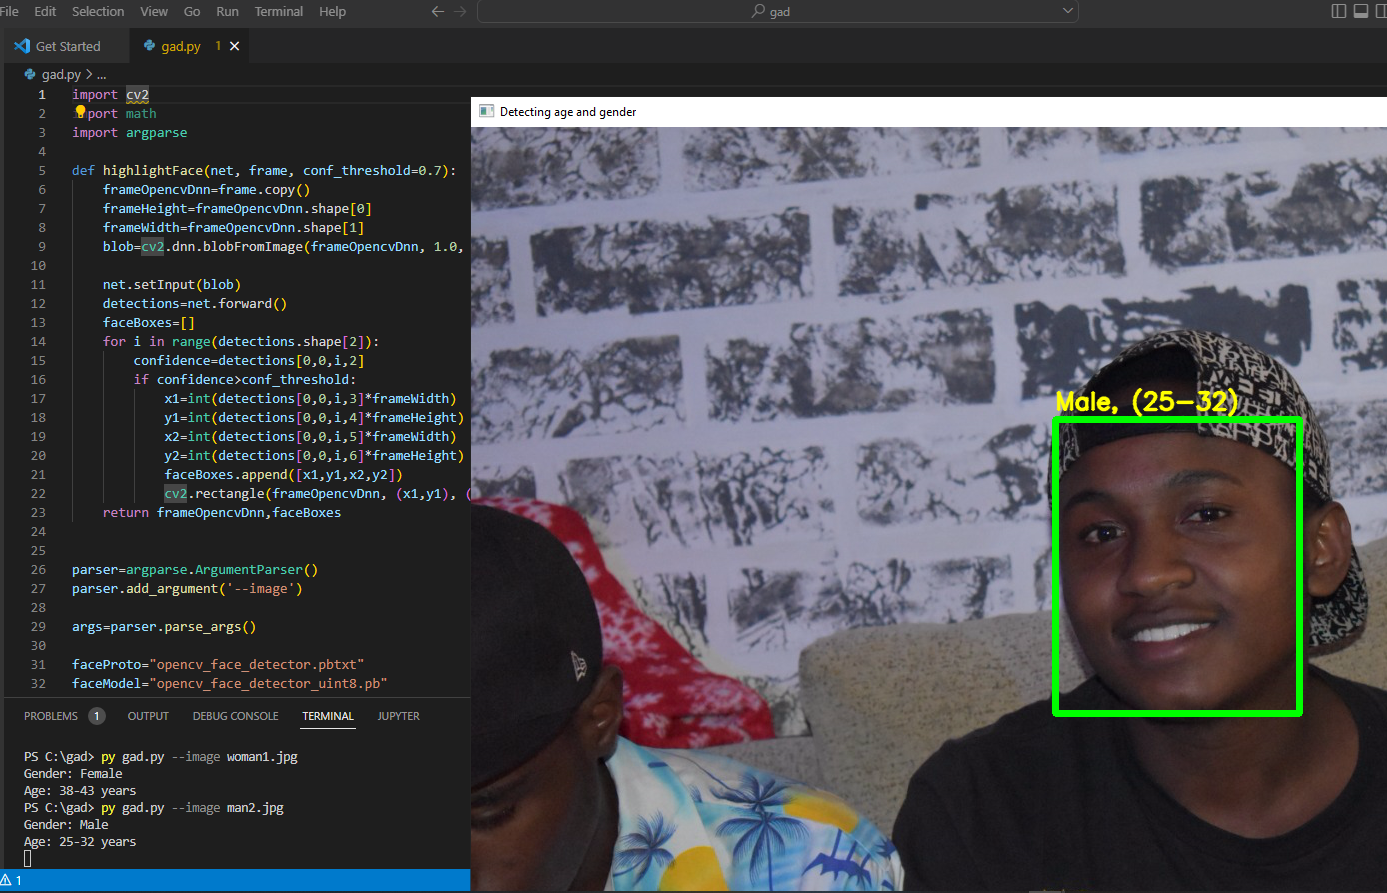 File Edit Selection View Go Run Terminal Help
gad
Get Started
gad.py 1
gad.py > ...
1 import cv2
2 port math
3 import argparse
4
5 def highlightFace(net, frame, conf_threshold=0.7):
6 frameOpencvDnn=frame.copy()
7 frameHeight=frameOpencvDnn.shape[0]
8 frameWidth=frameOpencvDnn.shape[1]
9 blob=cv2.dnn.blobFromImage(frameOpencvDnn, 1.0,
10
11 net.setInput(blob)
12 detections=net.forward()
13 faceBoxes=[]
14 for i in range(detections.shape[2]):
15 confidence=detections[0,0,i,2]
16 if confidence>conf_threshold:
17 x1=int(detections[0,0,i,3]*frameWidth)
18 y1=int(detections[0,0,i,4]*frameHeight)
19 x2=int(detections[0,0,i,5]*frameWidth)
20 y2=int(detections[0,0,i,6]*frameHeight)
21 faceBoxes.append([x1,y1,x2,y2])
22 cv2.rectangle(frameOpencvDnn, (x1,y1), (
23 return frameOpencvDnn,faceBoxes
24
25
26 parser=argparse.ArgumentParser()
27 parser.add_argument('--image')
28
29 args=parser.parse_args()
30
31 faceProto="opencv_face_detector.pbtxt"
32 faceModel="opencv_face_detector_uint8.pb"
PROBLEMS 1 OUTPUT DEBUG CONSOLE TERMINAL JUPYTER
PS C:\gad> py gad.py --image woman1.jpg
Gender: Female
Age: 38-43 years
PS C:\gad> py gad.py --image man2.jpg
Gender: Male
Age: 25-32 years
1
Detecting age and gender
Male, (25-32)